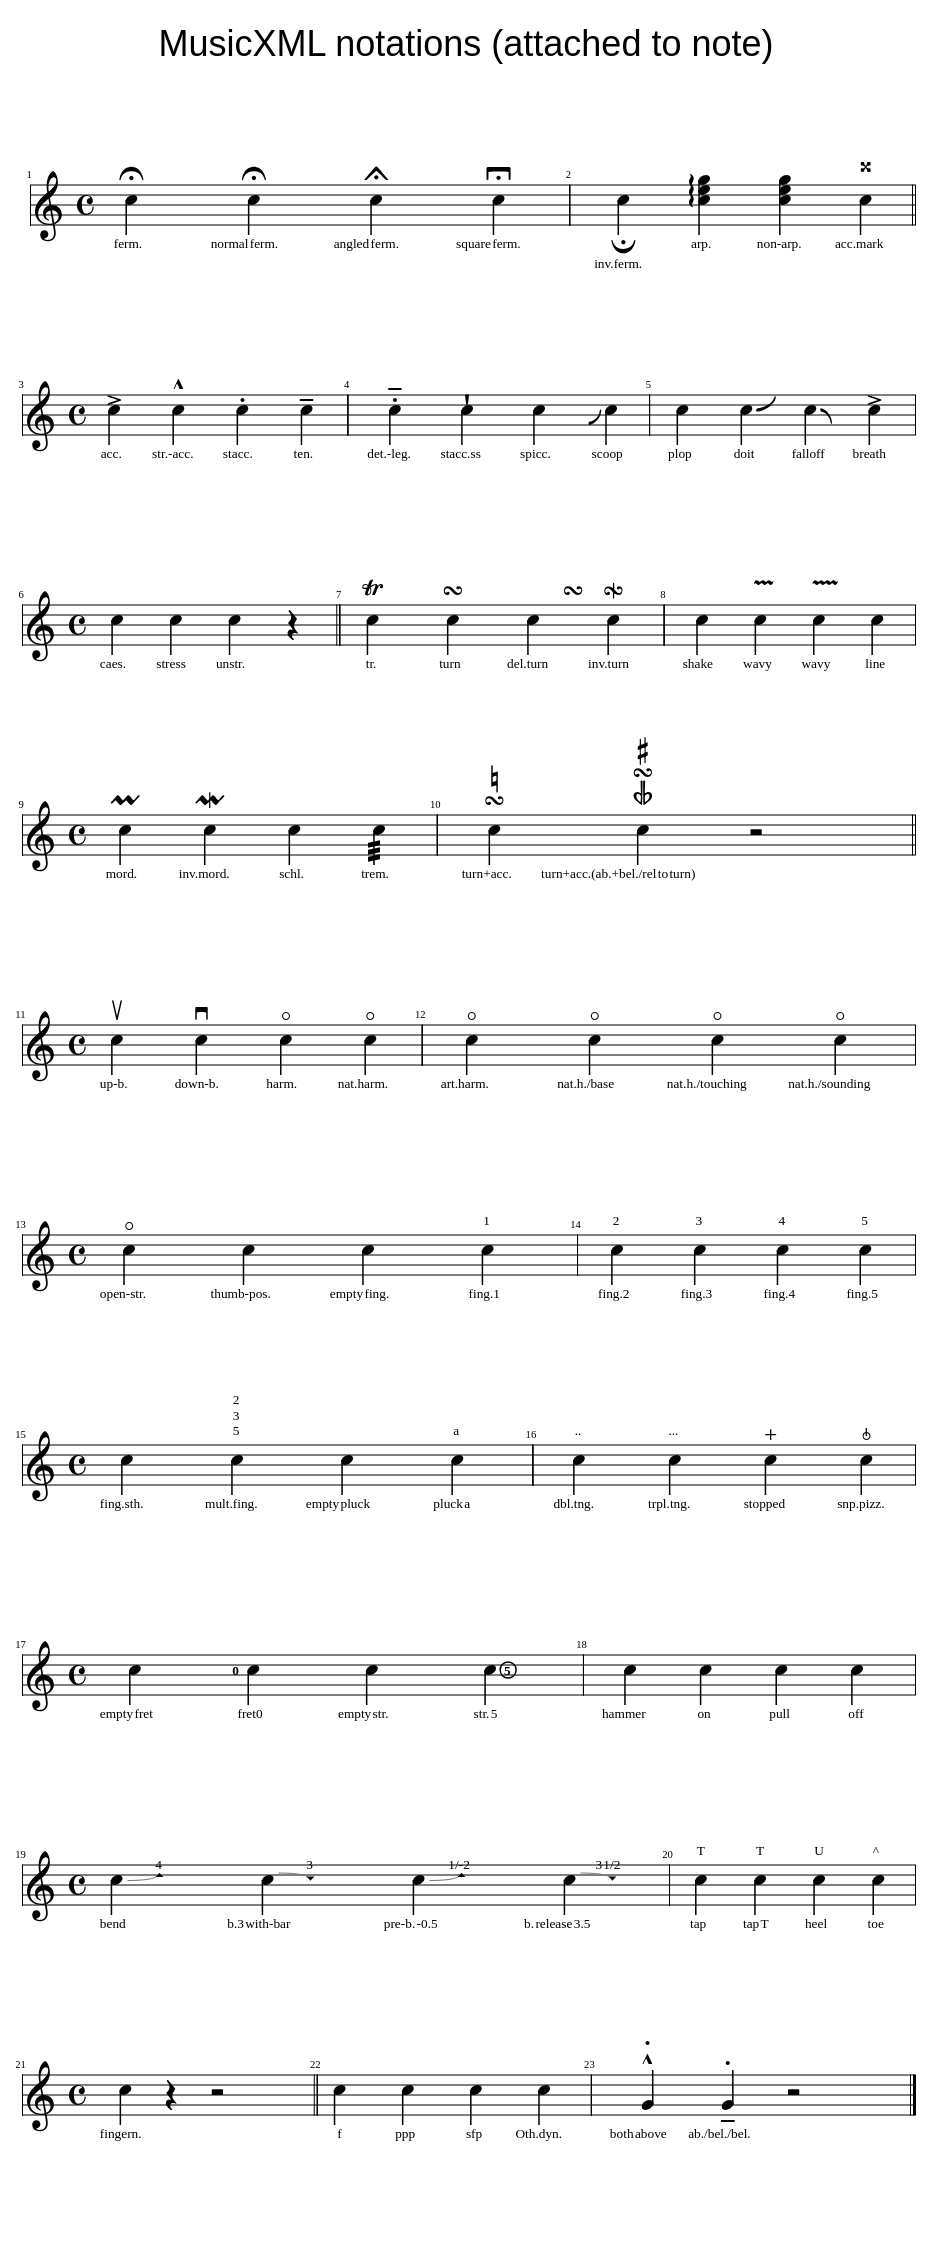 MusicXML notations (attached to note)
1 2
ferm. normal ferm. angled ferm. square ferm. inv.ferm. arp. non-arp. acc.mark
3 4 5
acc. str.-acc. stacc. ten. det.-leg. stacc.ss spicc. scoop plop doit falloff breath
6 7 8
tr
caes. stress unstr. tr. turn del.turn inv.turn shake wavy wavy line
9 10
mord. inv.mord. schl. trem. turn+acc. turn+acc.(ab.+bel./rel to turn)
11 12
up-b. down-b. harm. nat.harm. art.harm. nat.h./base nat.h./touching nat.h./sounding
1 2 3 4 5
13 14
open-str. thumb-pos. empty fing. fing.1 fing.2 fing.3 fing.4 fing.5
2
3
5 a .. ...
15 16
fing.sth. mult.fing. empty pluck pluck a dbl.tng. trpl.tng. stopped snp.pizz.
17 18
0 5
empty fret fret0 empty str. str. 5 hammer on pull off
T T U ^
19 20
4 3 1/-2 3 1/2
bend b.3 with-bar pre-b. -0.5 b. release 3.5 tap tap T heel toe
21 22 23
fingern. f ppp sfp Oth.dyn. both above ab./bel./bel.